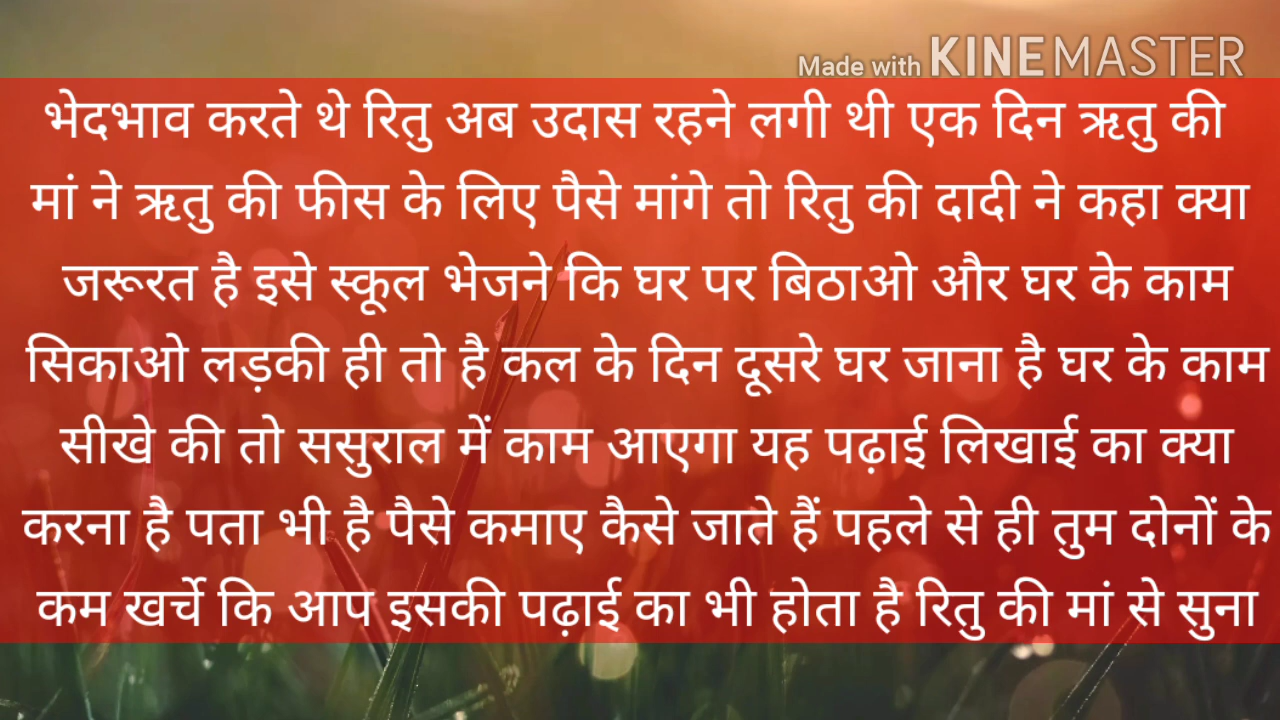 Made with KINEMASTER
भेदभाव करते थे रितु अब उदास रहने लगी थी एक दिन ऋतु की
मां ने ऋतु की फीस के लिए पैसे मांगे तो रितु की दादी ने कहा क्या
जरूरत है इसे स्कूल भेजने कि घर पर बिठाओ और घर के काम
सिकाओ लड़की ही तो है कल के दिन दूसरे घर जाना है घर के काम
सीखे की तो ससुराल में काम आएगा यह पढ़ाई लिखाई का क्या
करना है पता भी है पैसे कमाए कैसे जाते हैं पहले से ही तुम दोनों के
कम खर्चे कि आप इसकी पढ़ाई का भी होता है रितु की मां से सुना